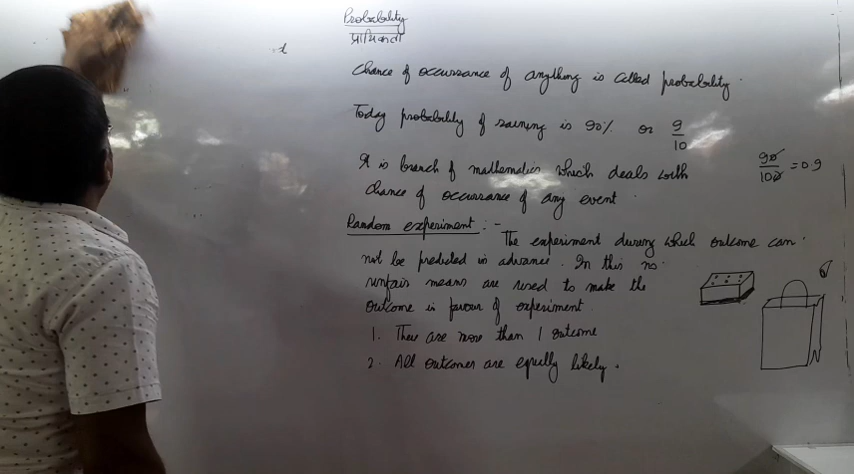 Probability
प्रायिकता
Chance of occurrance of anything is called probability.
Today probability of raining is 90% or 9/10
It is branch of mathematics which deals with
chance of occurrance of any event.
90/100 = 0.9
Random experiment :- The experiment during which outcome can
not be predicted in advance. In this no
unfair means are used to make the
outcome in favour of experiment
1. There are more than 1 outcome
2. All outcomes are equally likely.